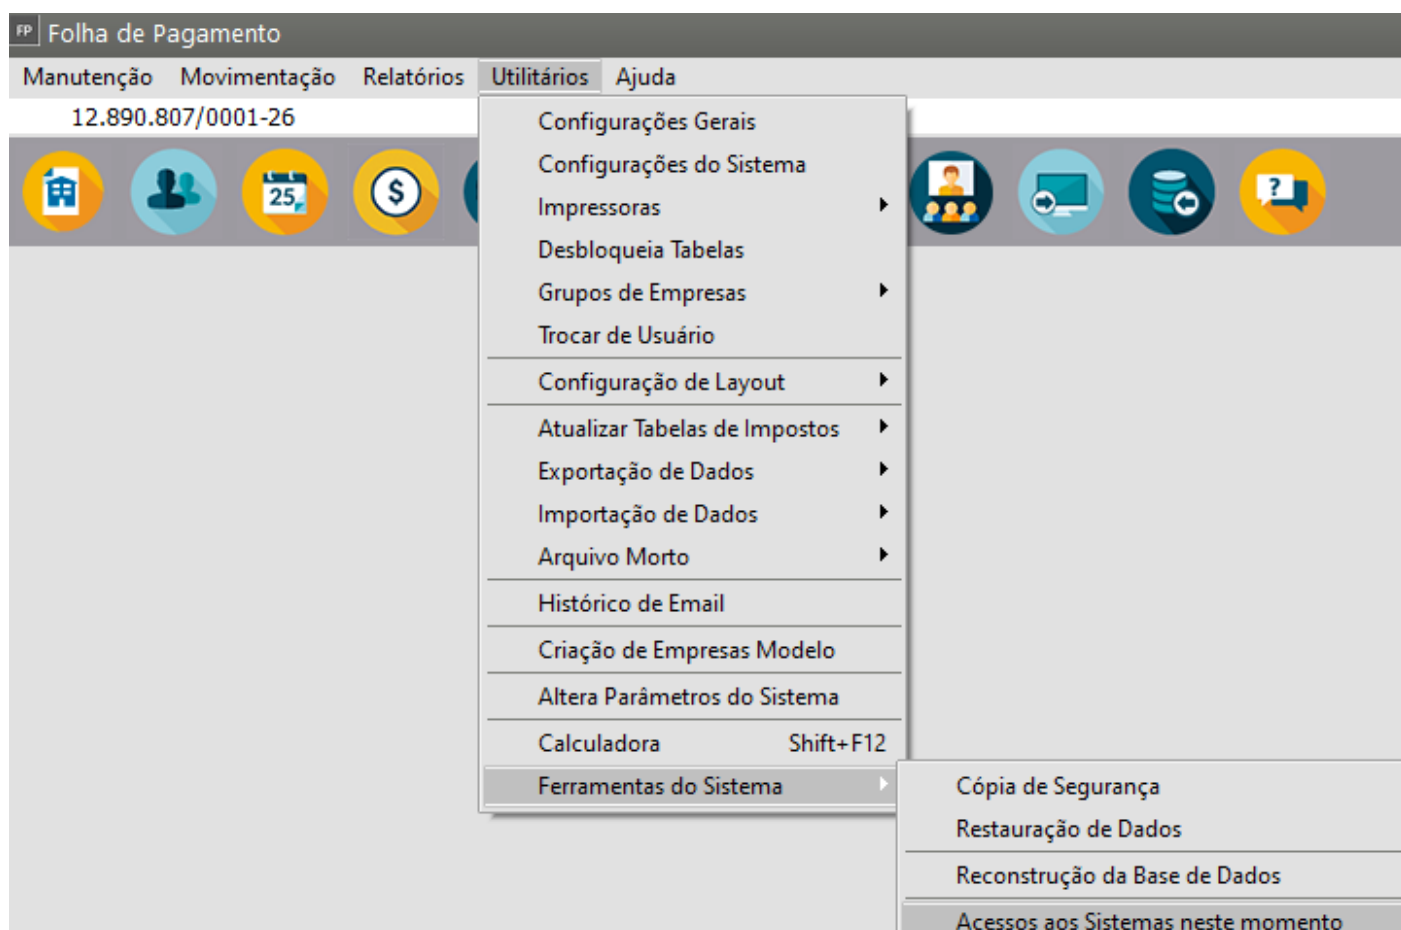 FP Folha de Pagamento
Manutenção Movimentação Relatórios Utilitários Ajuda
12.890.807/0001-26
25
$
?
Configurações Gerais
Configurações do Sistema
Impressoras
Desbloqueia Tabelas
Grupos de Empresas
Trocar de Usuário
Configuração de Layout
Atualizar Tabelas de Impostos
Exportação de Dados
Importação de Dados
Arquivo Morto
Histórico de Email
Criação de Empresas Modelo
Altera Parâmetros do Sistema
Calculadora Shift+F12
Ferramentas do Sistema
Cópia de Segurança
Restauração de Dados
Reconstrução da Base de Dados
Acessos aos Sistemas neste momento